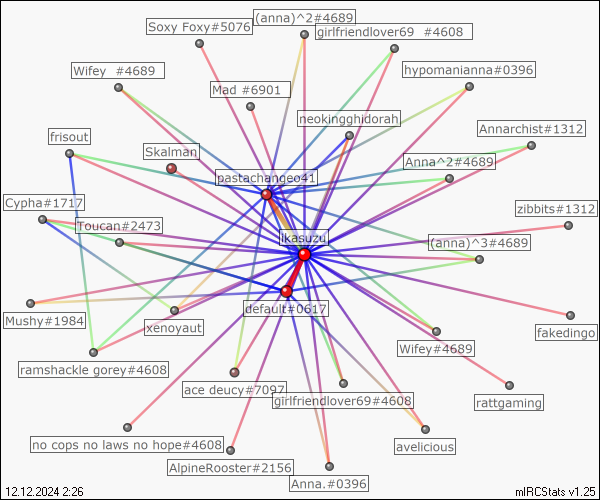 (anna)^2#4689
Soxy Foxy#5076
girlfriendlover69 #4608
Wifey #4689
hypomanianna#0396
Mad #6901
neokingghidorah
Annarchist#1312
frisout
Skalman
Anna^2#4689
pastachangeo41
Cypha#1717
zibbits#1312
Toucan#2473
ikasuzu
(anna)^3#4689
default#0617
Mushy#1984
xenoyaut
fakedingo
Wifey#4689
ramshackle gorey#4608
ace deucy#7097
girlfriendlover69#4608
rattgaming
no cops no laws no hope#4608
avelicious
AlpineRooster#2156
Anna.#0396
12.12.2024 2:26
mIRCStats v1.25